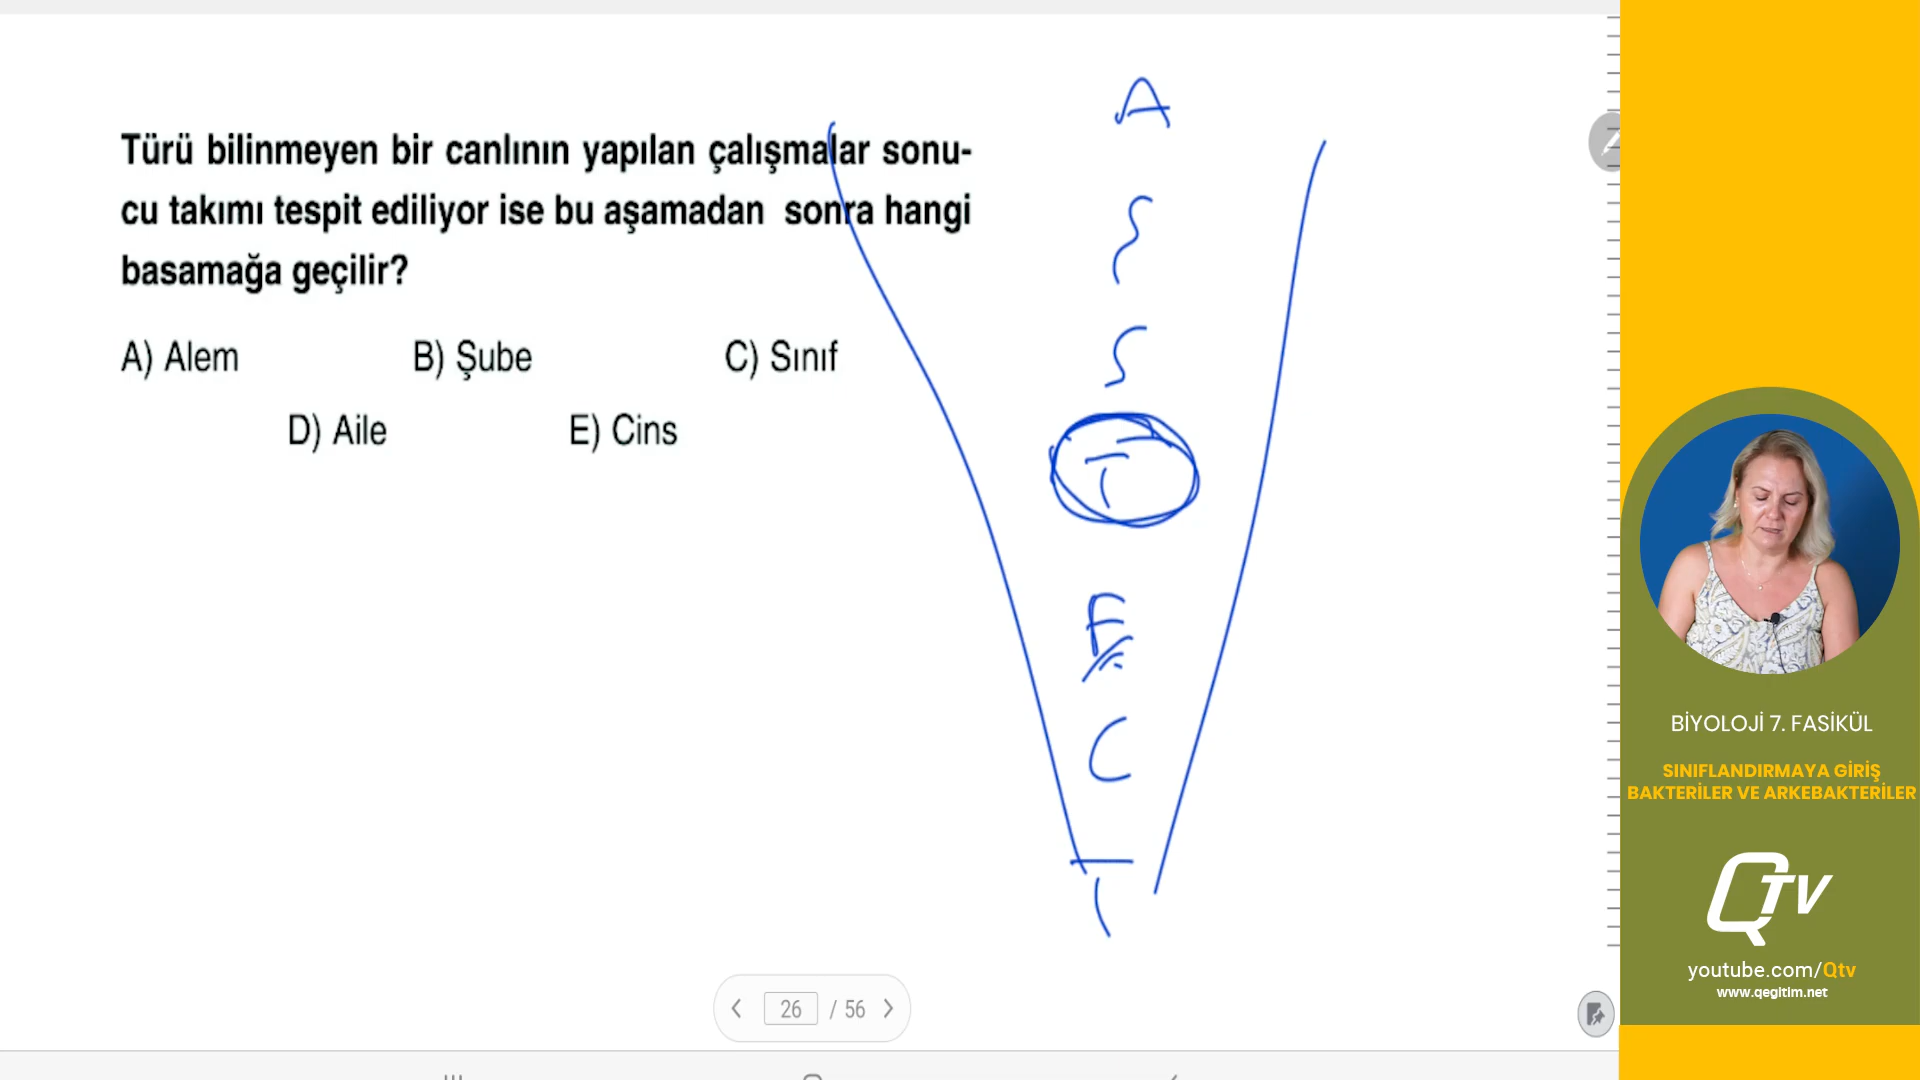 Türü bilinmeyen bir canlının yapılan çalışmalar sonu-
cu takımı tespit ediliyor ise bu aşamadan sonra hangi
basamağa geçilir?
A) Alem B) Şube C) Sınıf
D) Aile E) Cins
A
S
S
T
F
C
T
26 / 56
BİYOLOJİ 7. FASİKÜL
SINIFLANDIRMAYA GİRİŞ
BAKTERİLER VE ARKEBAKTERİLER
QTV
youtube.com/Qtv
www.qegitim.net